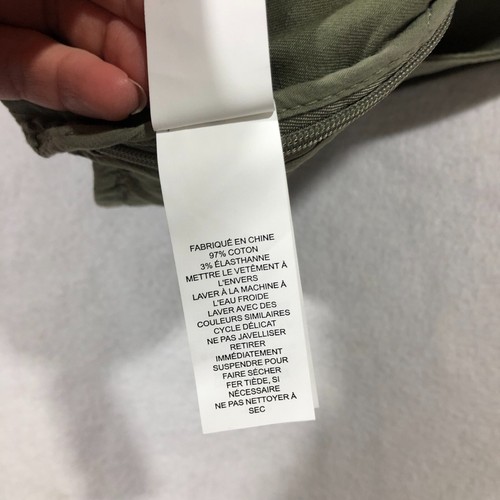 FABRIQUÉ EN CHINE
97% COTON
3% ÉLASTHANNE
METTRE LE VETÊMENT À
L'ENVERS
LAVER À LA MACHINE À
L'EAU FROIDE
LAVER AVEC DES
COULEURS SIMILAIRES
CYCLE DÉLICAT
NE PAS JAVELLISER
RETIRER
IMMÉDIATEMENT
SUSPENDRE POUR
FAIRE SÉCHER
FER TIÈDE, SI
NÉCESSAIRE
NE PAS NETTOYER À
SEC